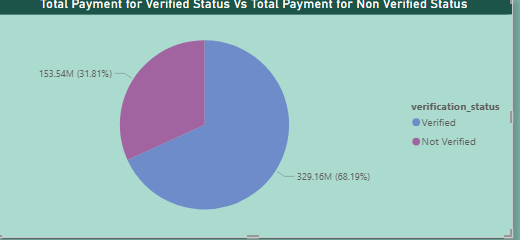 Total Payment for Verified Status Vs Total Payment for Non Verified Status
153.54M (31.81%)
verification_status
Verified
Not Verified
329.16M (68.19%)